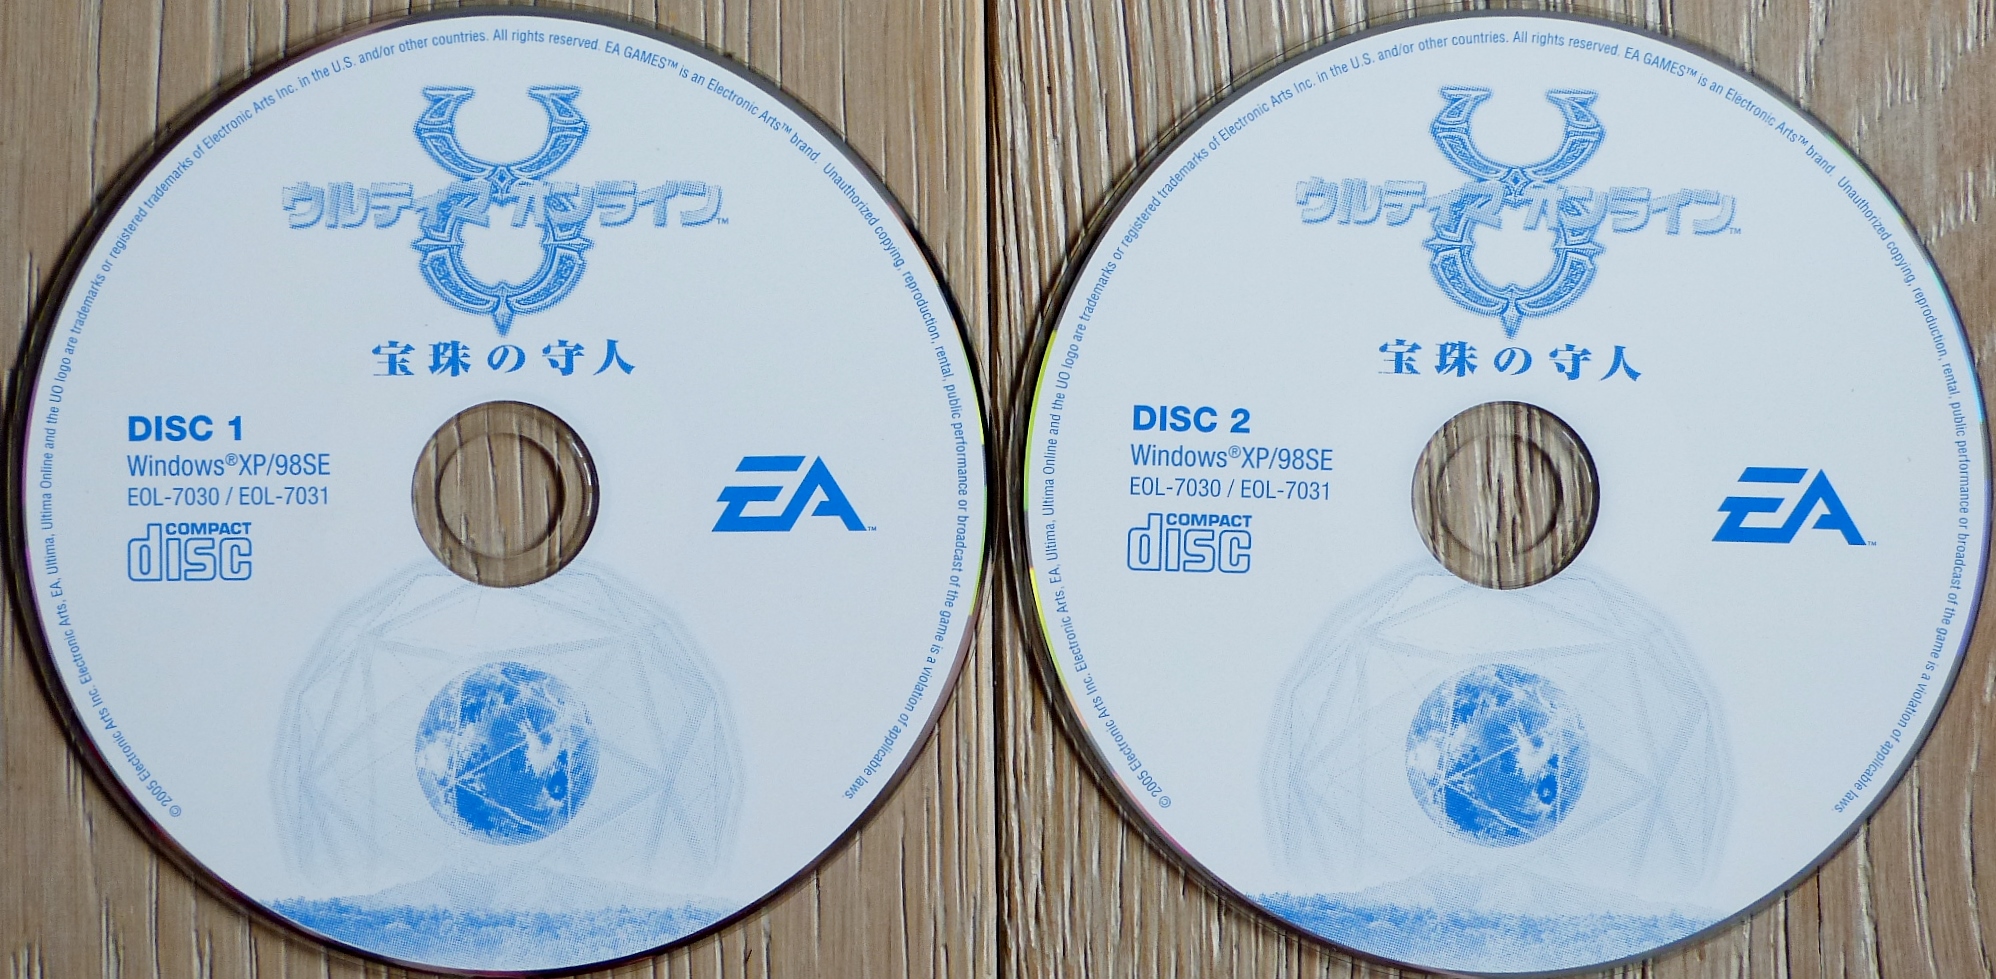 © 2005 Electronic Arts Inc. Electronic Arts, EA, Ultima, Ultima Online and the UO logo are trademarks or registered trademarks of Electronic Arts Inc. in the U.S. and/or other countries. All rights reserved. EA GAMES™ is an Electronic Arts™ brand. Unauthorized copying, reproduction, rental, public performance or broadcast of the game is a violation of applicable laws.
ウルティマ オンライン™
宝珠の守人
DISC 1
Windows®XP/98SE
EOL-7030 / EOL-7031
COMPACT
disc
EA™
© 2005 Electronic Arts Inc. Electronic Arts, EA, Ultima, Ultima Online and the UO logo are trademarks or registered trademarks of Electronic Arts Inc. in the U.S. and/or other countries. All rights reserved. EA GAMES™ is an Electronic Arts™ brand. Unauthorized copying, reproduction, rental, public performance or broadcast of the game is a violation of applicable laws.
ウルティマ オンライン™
宝珠の守人
DISC 2
Windows®XP/98SE
EOL-7030 / EOL-7031
COMPACT
disc
EA™